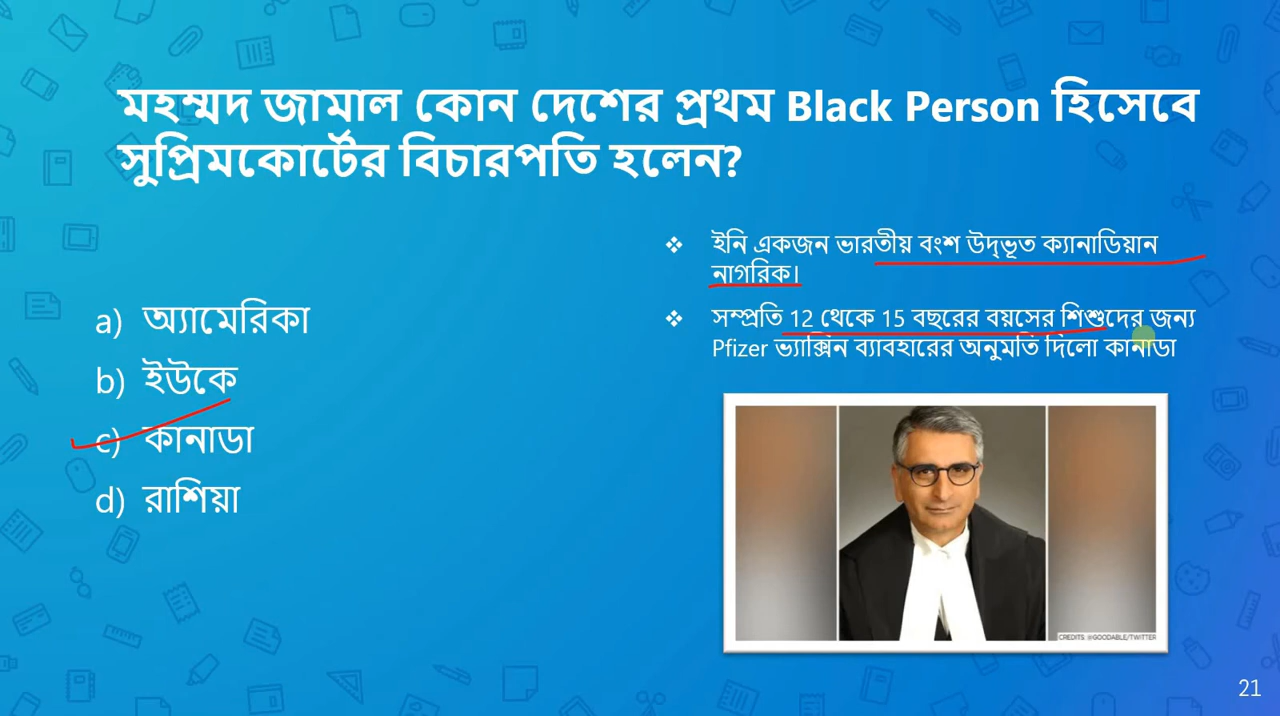 মহম্মদ জামাল কোন দেশের প্রথম Black Person হিসেবে
সুপ্রিমকোর্টের বিচারপতি হলেন?
a) অ্যামেরিকা
b) ইউকে
c) কানাডা
d) রাশিয়া
❖ ইনি একজন ভারতীয় বংশ উদ্ভূত ক্যানাডিয়ান
নাগরিক।
❖ সম্প্রতি 12 থেকে 15 বছরের বয়সের শিশুদের জন্য
Pfizer ভ্যাক্সিন ব্যাবহারের অনুমতি দিলো কানাডা
CREDITS: @GOODABLE/TWITTER
21